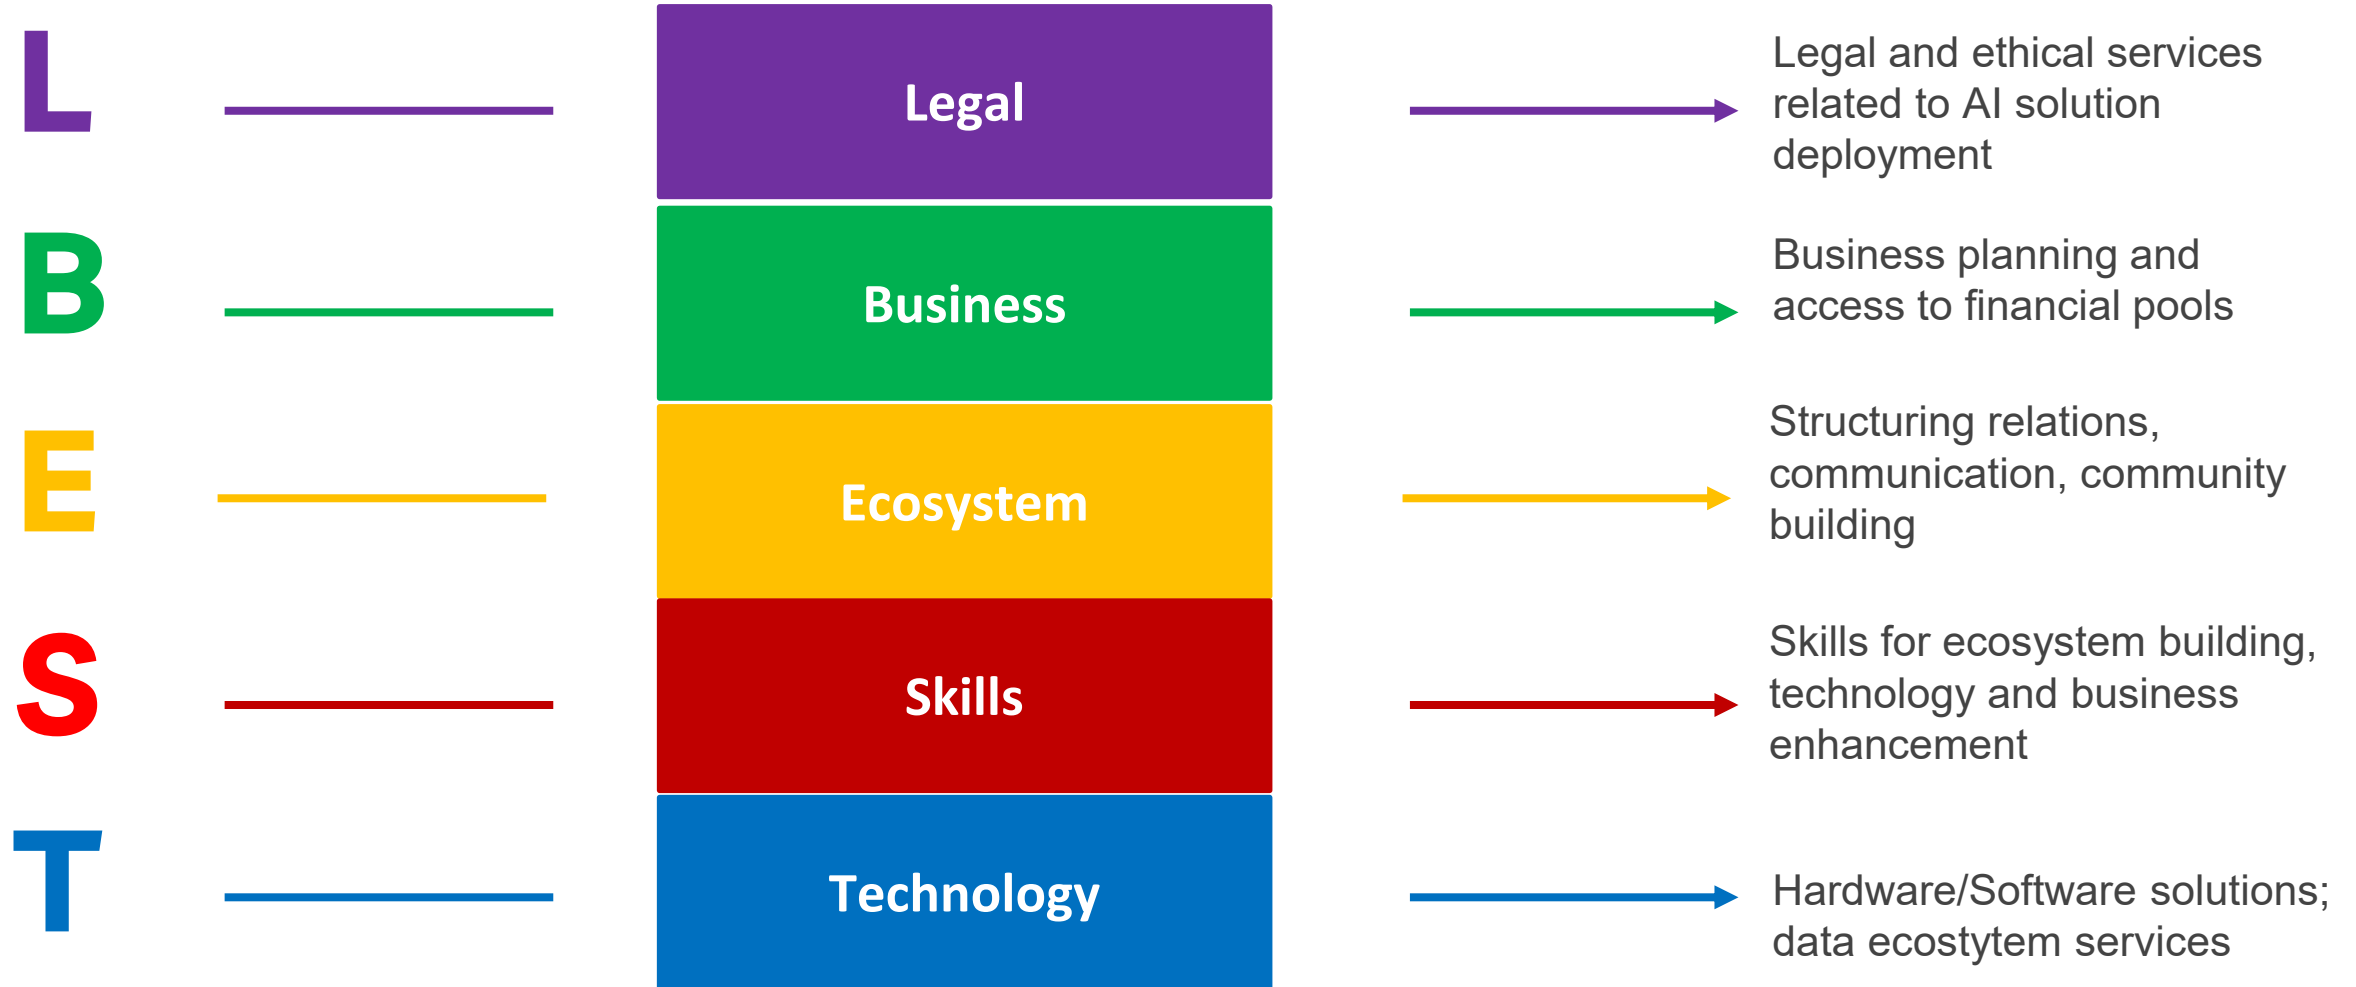 L
Legal
Legal and ethical services
related to AI solution
deployment
B
Business
Business planning and
access to financial pools
E
Ecosystem
Structuring relations,
communication, community
building
S
Skills
Skills for ecosystem building,
technology and business
enhancement
T
Technology
Hardware/Software solutions;
data ecostytem services